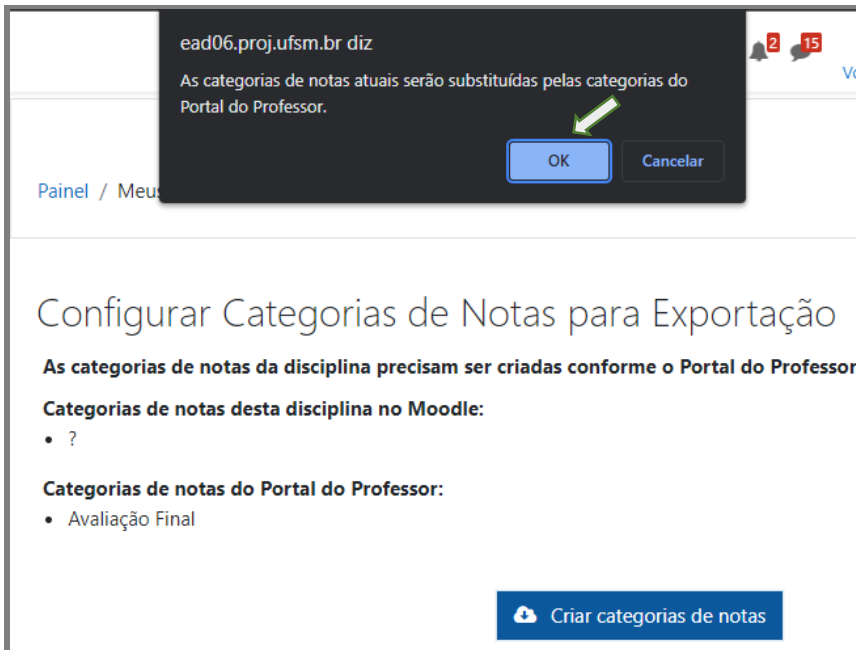 ead06.proj.ufsm.br diz
As categorias de notas atuais serão substituídas pelas categorias do
Portal do Professor.
OK
Cancelar
2
15
Painel / Meus
Configurar Categorias de Notas para Exportação
As categorias de notas da disciplina precisam ser criadas conforme o Portal do Professor
Categorias de notas desta disciplina no Moodle:
• ?
Categorias de notas do Portal do Professor:
• Avaliação Final
Criar categorias de notas